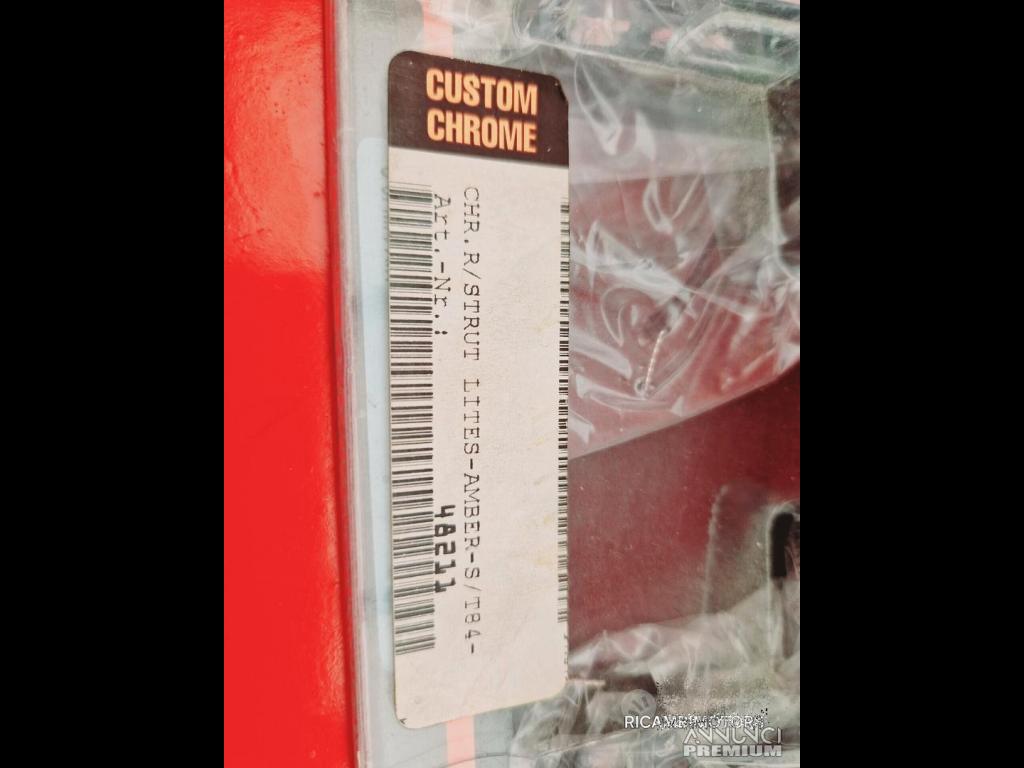 CUSTOM
CHROME
CHR.R/STRUT LITES-AMBER-S/T84-
Art.-Nr.: 48211
RICAMBIMOTORS
ANNUNCI
PREMIUM